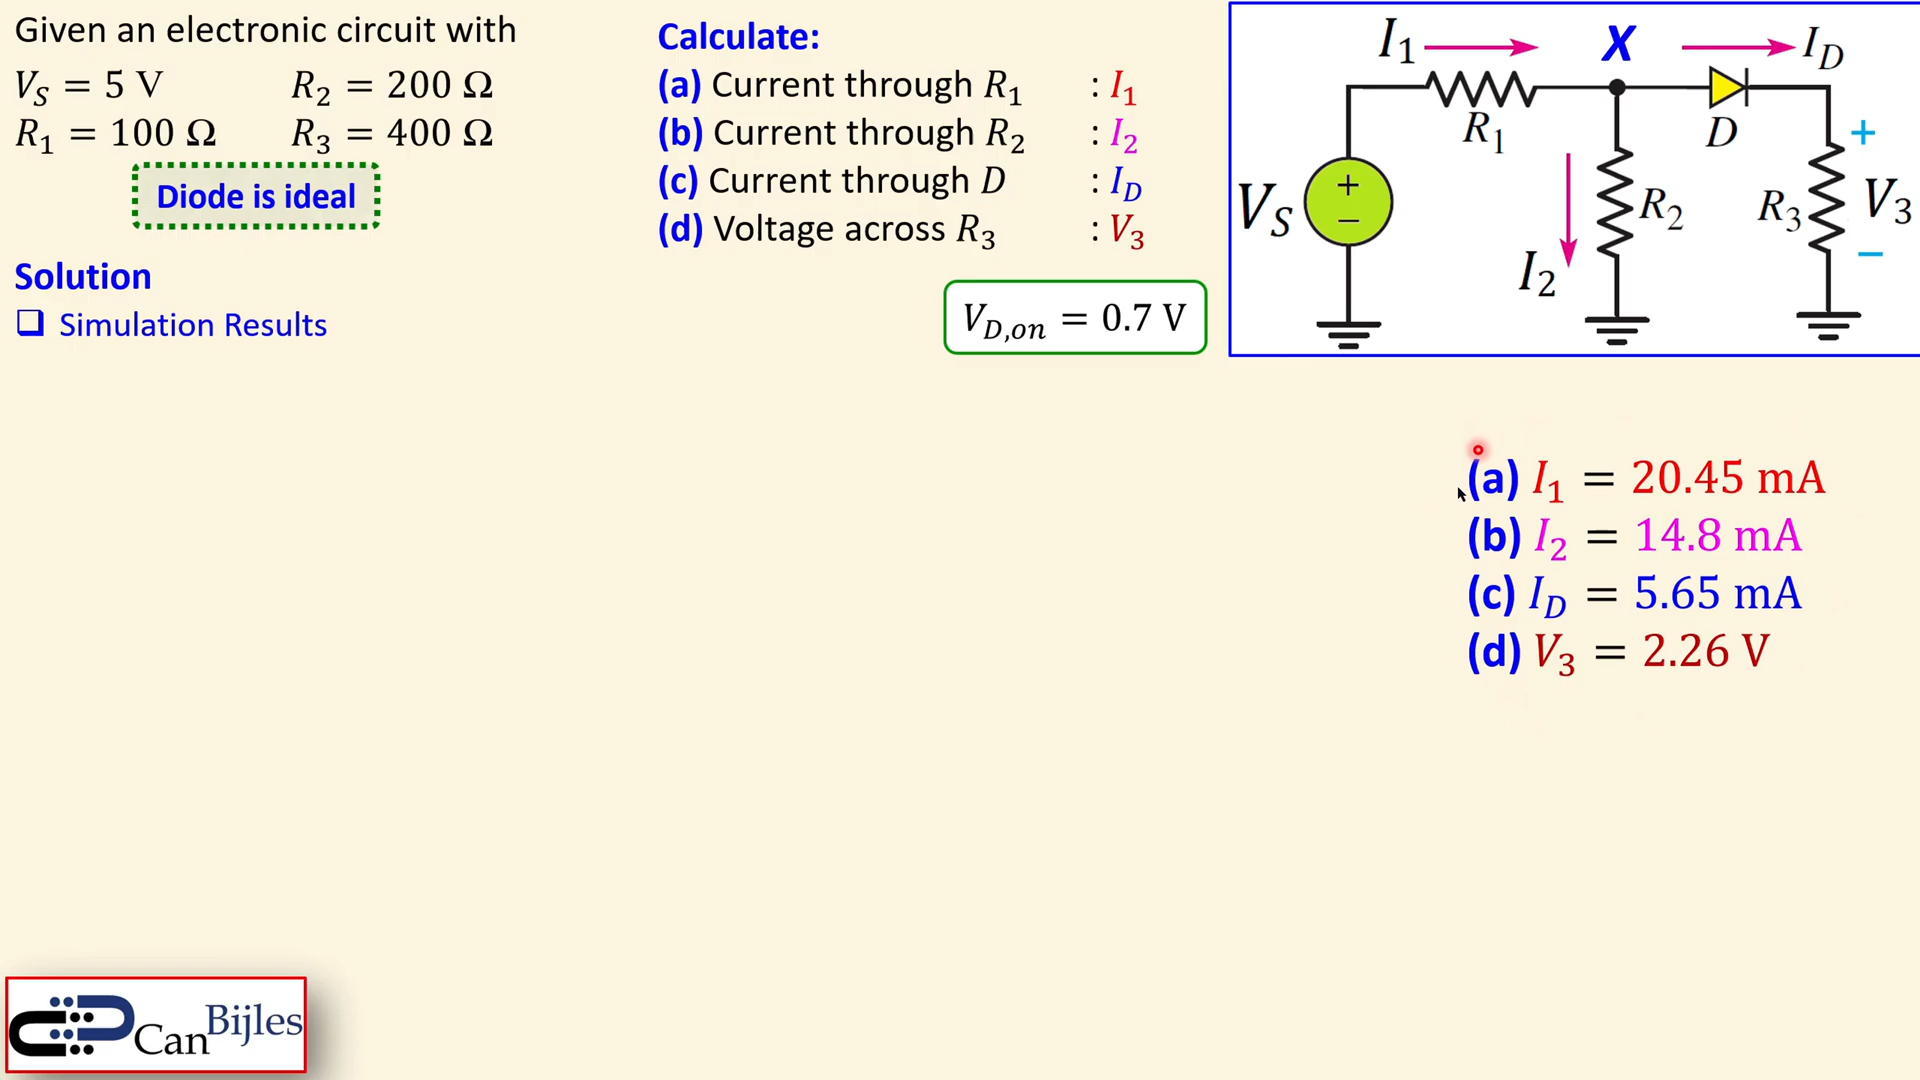 Given an electronic circuit with
V_S = 5 V R_2 = 200 Ω
R_1 = 100 Ω R_3 = 400 Ω
Diode is ideal
Solution
❑ Simulation Results
Calculate:
(a) Current through R_1 : I_1
(b) Current through R_2 : I_2
(c) Current through D : I_D
(d) Voltage across R_3 : V_3
V_{D,on} = 0.7 V
I_1 X I_D
R_1 D
+
V_S + − R_2 R_3 V_3
−
I_2
(a) I_1 = 20.45 mA
(b) I_2 = 14.8 mA
(c) I_D = 5.65 mA
(d) V_3 = 2.26 V
Can Bijles